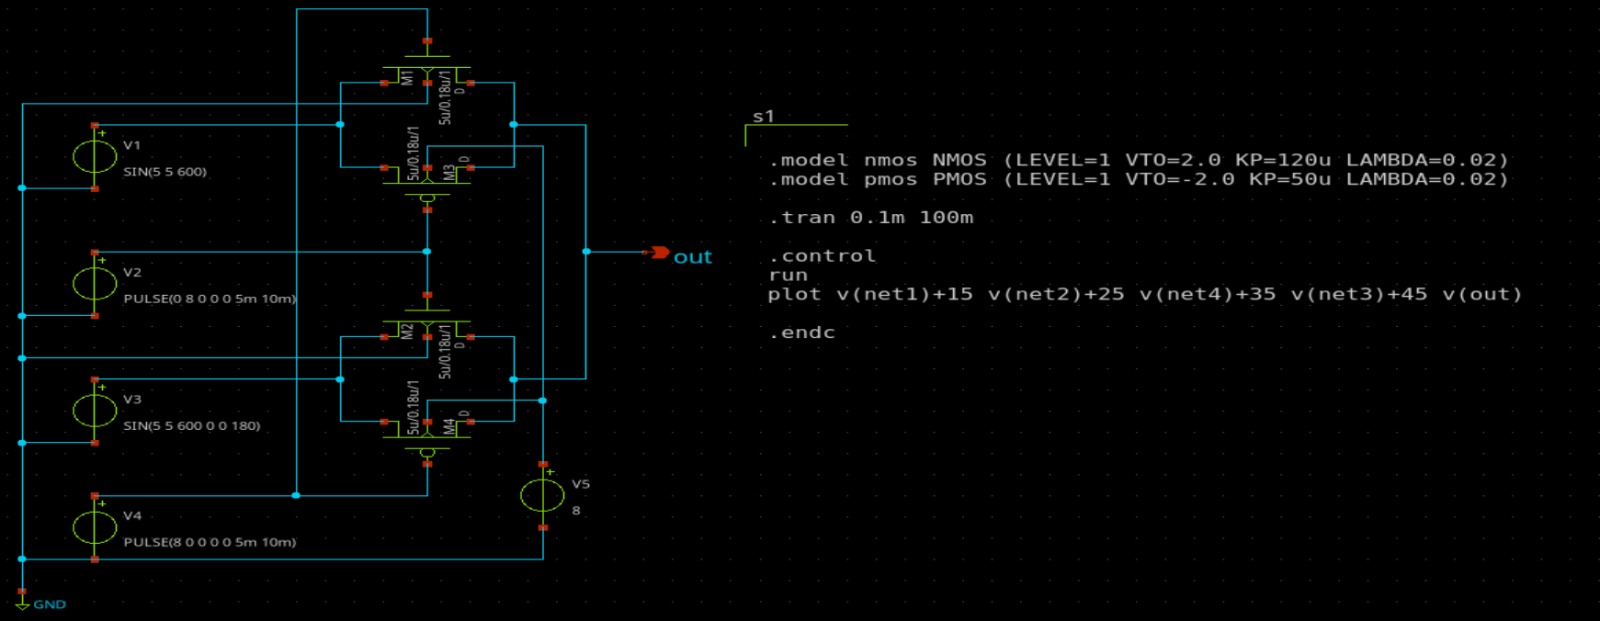 M1
5u/0.18u/1
D
s1
V1
SIN(5 5 600)
5u/0.18u/1
M3
D
.model nmos NMOS (LEVEL=1 VTO=2.0 KP=120u LAMBDA=0.02)
.model pmos PMOS (LEVEL=1 VTO=-2.0 KP=50u LAMBDA=0.02)
.tran 0.1m 100m
.control
run
plot v(net1)+15 v(net2)+25 v(net4)+35 v(net3)+45 v(out)
.endc
out
V2
PULSE(0 8 0 0 0 5m 10m)
M2
5u/0.18u/1
D
V3
SIN(5 5 600 0 0 180)
5u/0.18u/1
M4
D
V5
8
V4
PULSE(8 0 0 0 0 5m 10m)
GND